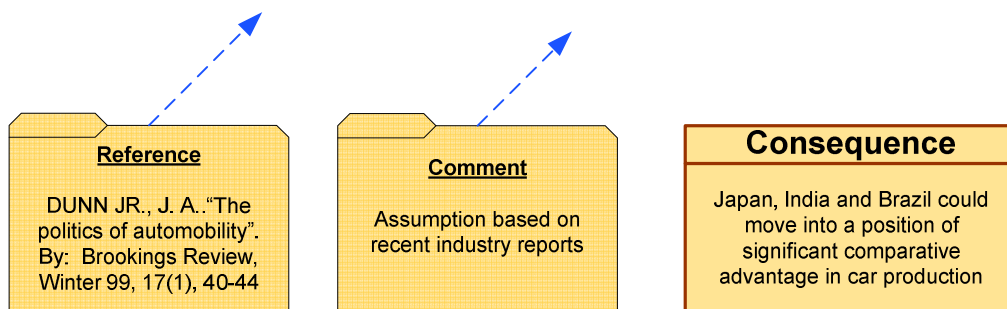 Reference
DUNN JR., J. A..“The
politics of automobility”.
By: Brookings Review,
Winter 99, 17(1), 40-44
Comment
Assumption based on
recent industry reports
Consequence
Japan, India and Brazil could
move into a position of
significant comparative
advantage in car production